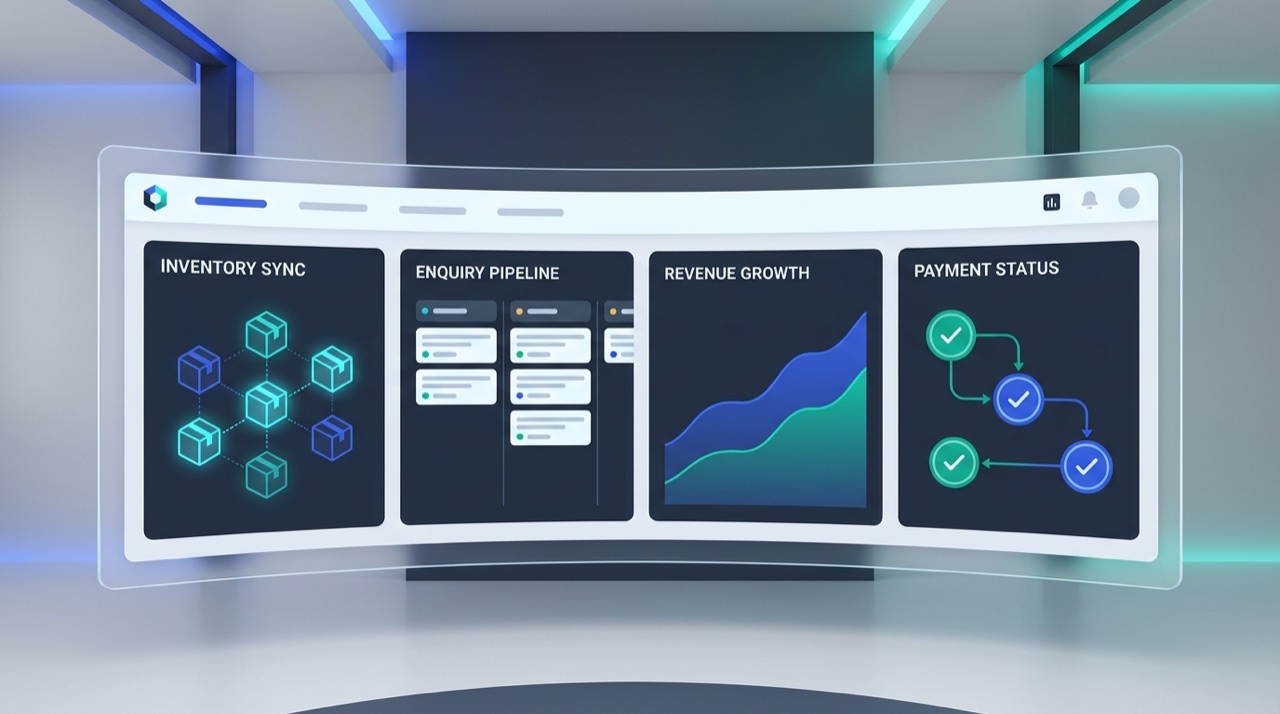 INVENTORY SYNC
ENQUIRY PIPELINE
REVENUE GROWTH
PAYMENT STATUS